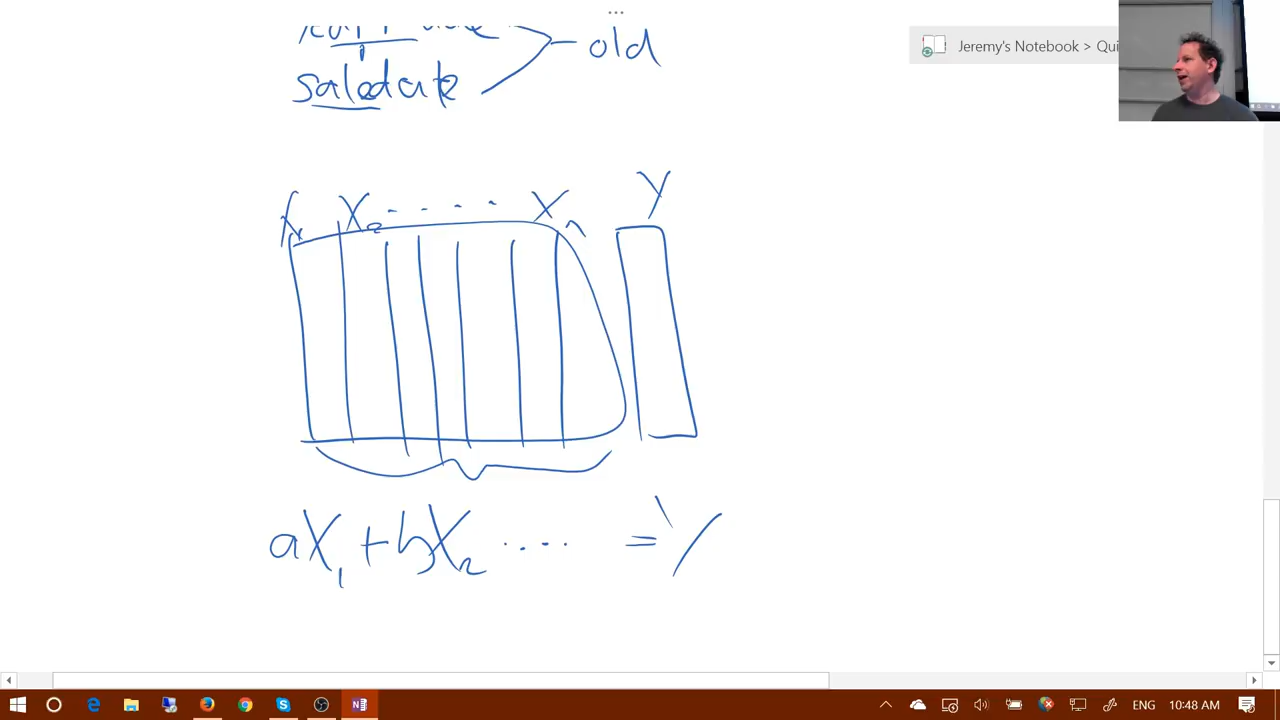 old
saledate
Jeremy's Notebook > Qui
X₁ X₂ . . . . Xₙ Y
aX₁ + bX₂ ..... = Y
ENG 10:48 AM